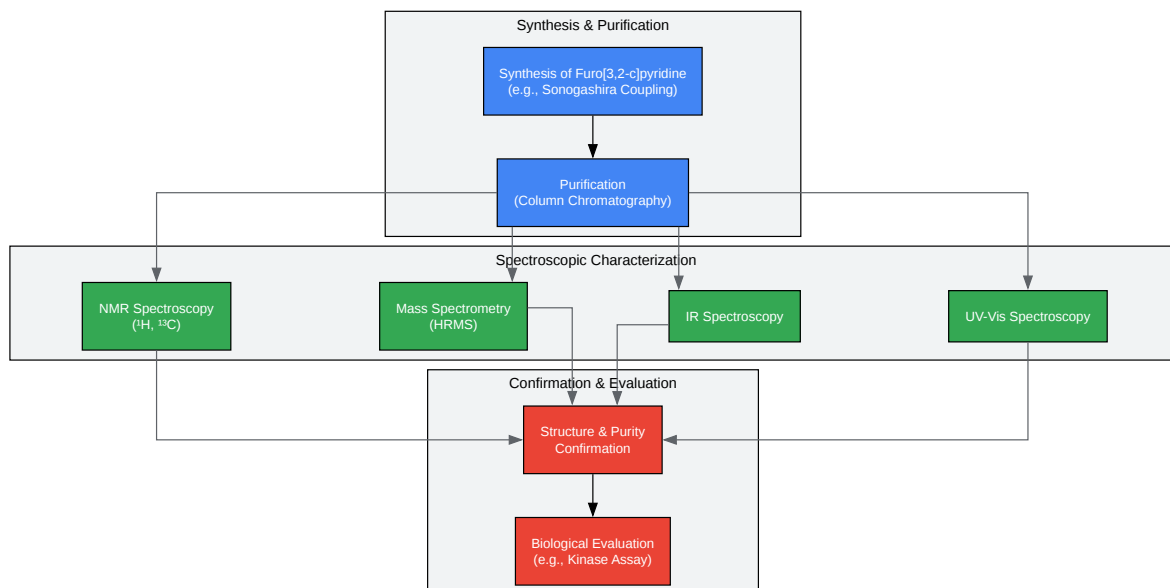 Synthesis & Purification
Synthesis of Furo[3,2-c]pyridine
(e.g., Sonogashira Coupling)
Purification
(Column Chromatography)
Spectroscopic Characterization
NMR Spectroscopy
(¹H, ¹³C)
Mass Spectrometry
(HRMS)
IR Spectroscopy
UV-Vis Spectroscopy
Confirmation & Evaluation
Structure & Purity
Confirmation
Biological Evaluation
(e.g., Kinase Assay)